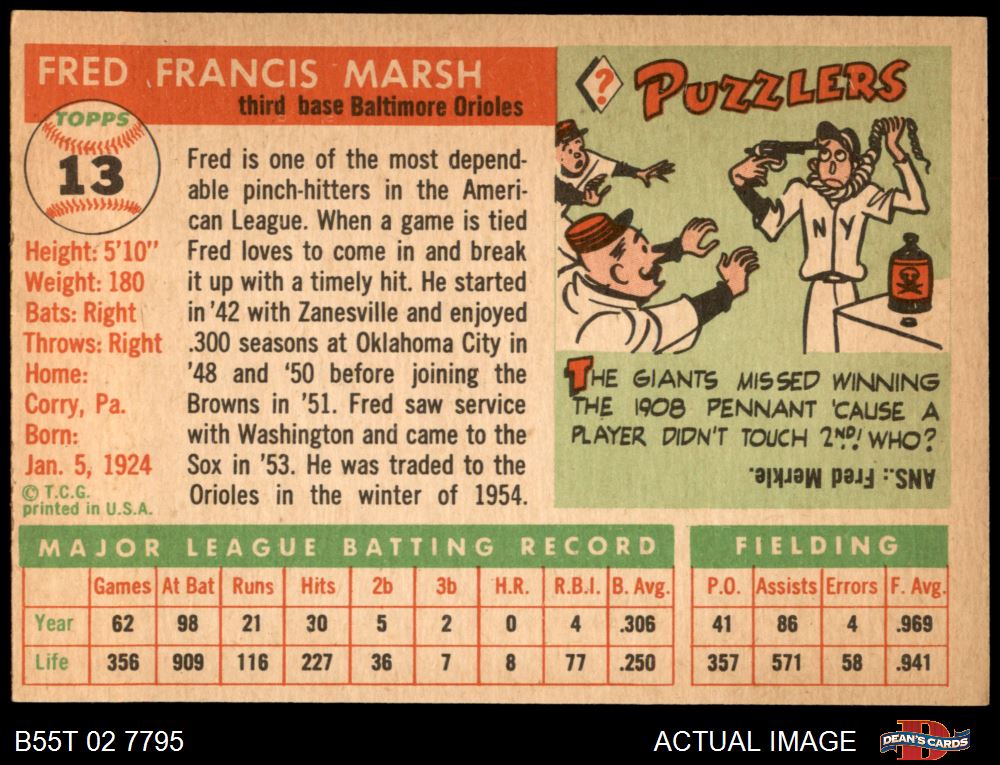 FRED FRANCIS MARSH
third base Baltimore Orioles
TOPPS
13
Height: 5'10"
Weight: 180
Bats: Right
Throws: Right
Home:
Corry, Pa.
Born:
Jan. 5, 1924
© T.C.G.
printed in U.S.A.
Fred is one of the most depend-
able pinch-hitters in the Ameri-
can League. When a game is tied
Fred loves to come in and break
it up with a timely hit. He started
in '42 with Zanesville and enjoyed
.300 seasons at Oklahoma City in
'48 and '50 before joining the
Browns in '51. Fred saw service
with Washington and came to the
Sox in '53. He was traded to the
Orioles in the winter of 1954.
? PUZZLERS
NY
THE GIANTS MISSED WINNING
THE 1908 PENNANT 'CAUSE A
PLAYER DIDN'T TOUCH 2ND! WHO?
ANS.: Fred Merkle.
MAJOR LEAGUE BATTING RECORD
Games At Bat Runs Hits 2b 3b H.R. R.B.I. B. Avg.
Year 62 98 21 30 5 2 0 4 .306
Life 356 909 116 227 36 7 8 77 .250
FIELDING
P.O. Assists Errors F. Avg.
41 86 4 .969
357 571 58 .941
B55T 02 7795
ACTUAL IMAGE
D
DEAN'S CARDS